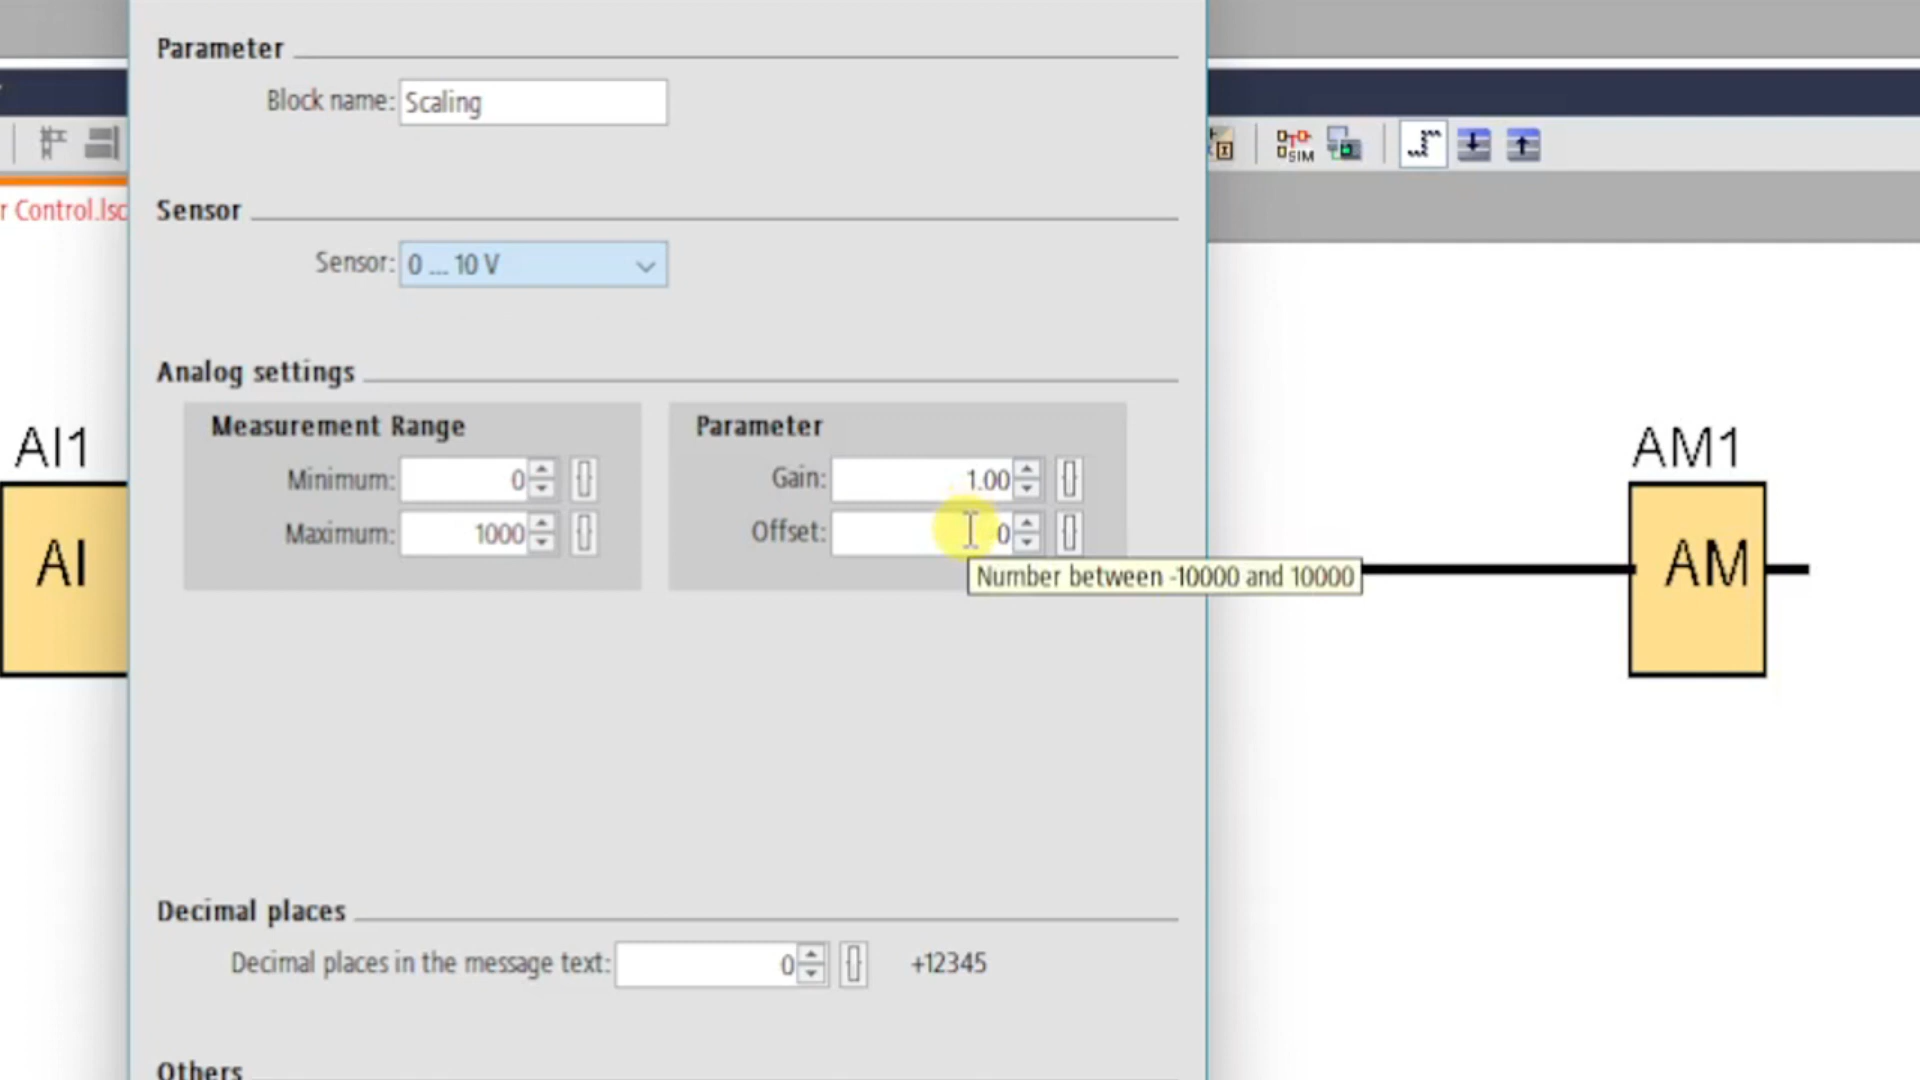 Parameter
Block name: Scaling
SIM
r Control.lsc
Sensor
Sensor: 0 ... 10 V
Analog settings
Measurement Range
Minimum: 0
Maximum: 1000
Parameter
Gain: 1.00
Offset: 0
Number between -10000 and 10000
AI1
AI
AM1
AM
Decimal places
Decimal places in the message text: 0 +12345
Others